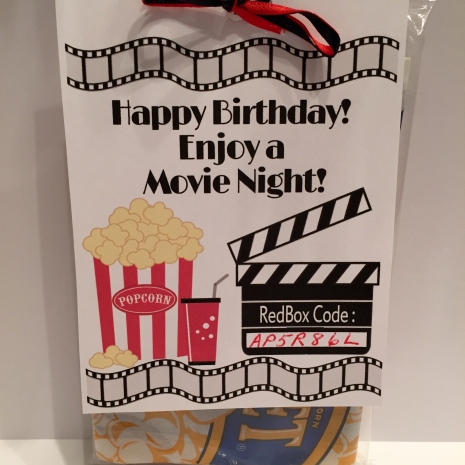 Happy Birthday!
Enjoy a
Movie Night!
POPCORN
RedBox Code :
AP5R86L